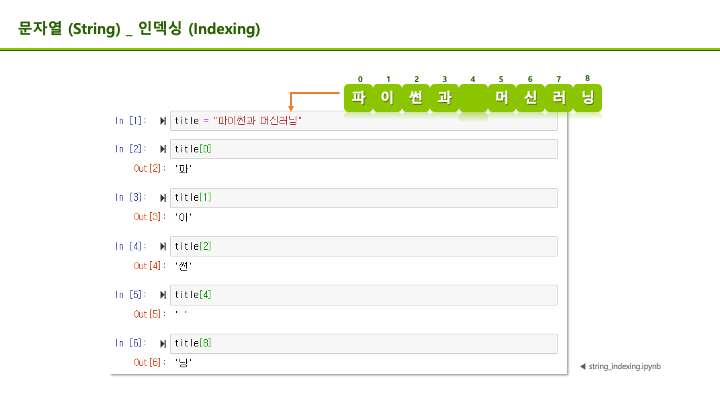 문자열 (String) _ 인덱싱 (Indexing)
0 1 2 3 4 5 6 7 8
파 이 썬 과 머 신 러 닝
In [1]: title = "파이썬과 머신러닝"
In [2]: title[0]
Out[2]: '파'
In [3]: title[1]
Out[3]: '이'
In [4]: title[2]
Out[4]: '썬'
In [5]: title[4]
Out[5]: ' '
In [6]: title[8]
Out[6]: '닝'
◀ string_indexing.ipynb